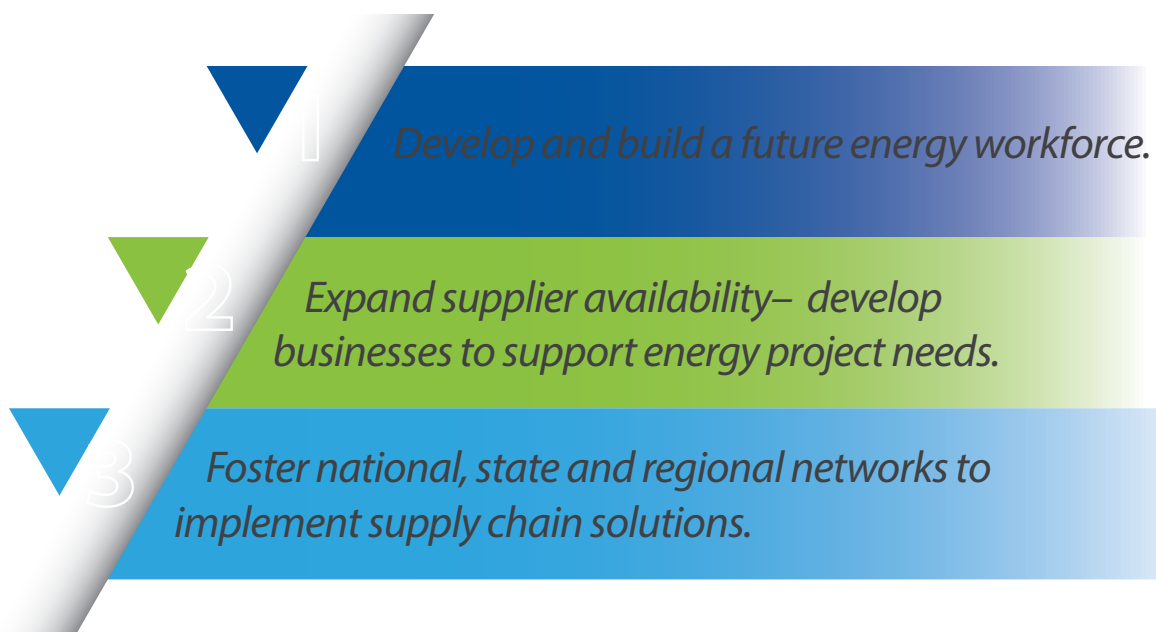 1
Develop and build a future energy workforce.
2
Expand supplier availability–  develop
businesses to support energy project needs.
3
Foster national, state and regional networks to
implement supply chain solutions.